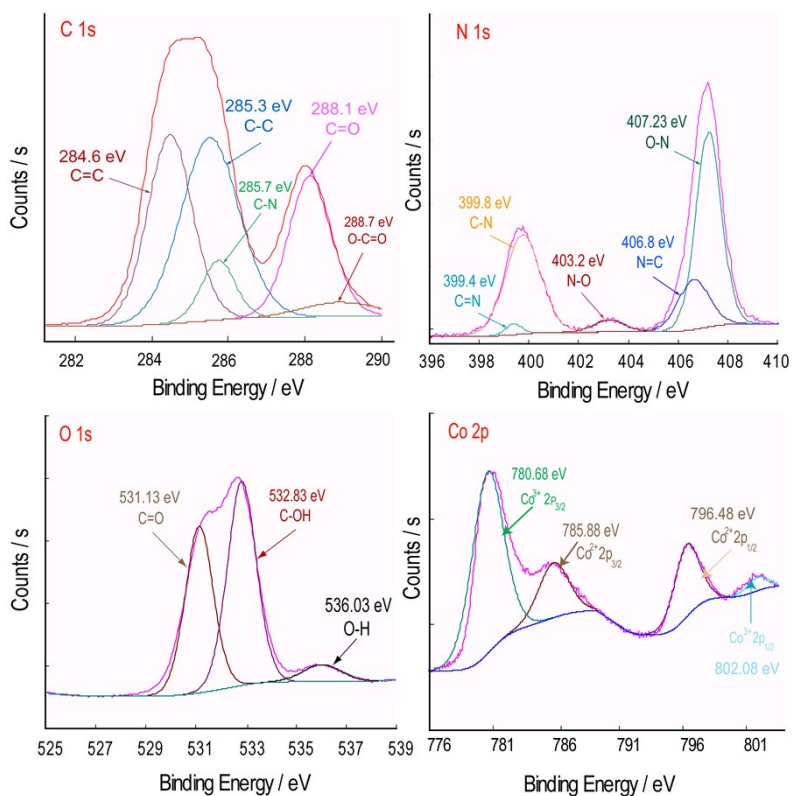 C 1s
285.3 eV
C-C
288.1 eV
C=O
284.6 eV
C=C
285.7 eV
C-N
288.7 eV
O-C=O
Counts / s
282 284 286 288 290
Binding Energy / eV
N 1s
407.23 eV
O-N
399.8 eV
C-N
406.8 eV
N=C
403.2 eV
N-O
399.4 eV
C=N
Counts / s
396 398 400 402 404 406 408 410
Binding Energy / eV
O 1s
531.13 eV
C=O
532.83 eV
C-OH
536.03 eV
O-H
Counts / s
525 527 529 531 533 535 537 539
Binding Energy / eV
Co 2p
780.68 eV
Co³⁺ 2p₃/₂
785.88 eV
Co²⁺2p₃/₂
796.48 eV
Co²⁺2p₁/₂
Co³⁺2p₁/₂
802.08 eV
Counts / s
776 781 786 791 796 801
Binding Energy / eV